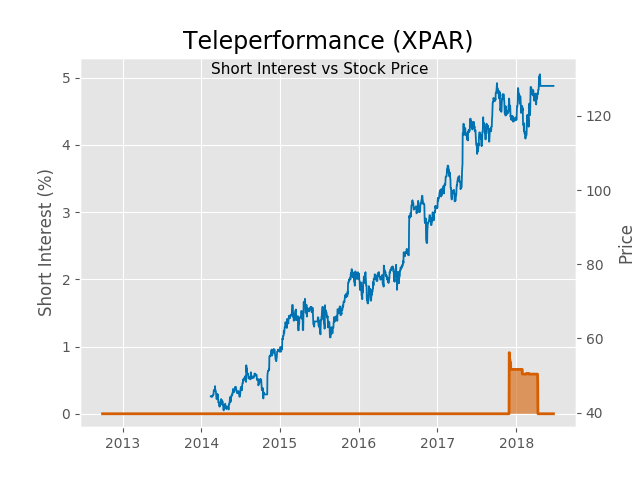 Teleperformance (XPAR)
Short Interest vs Stock Price
Short Interest (%)
5
4
3
2
1
0
120
100
80
60
40
Price
2013 2014 2015 2016 2017 2018